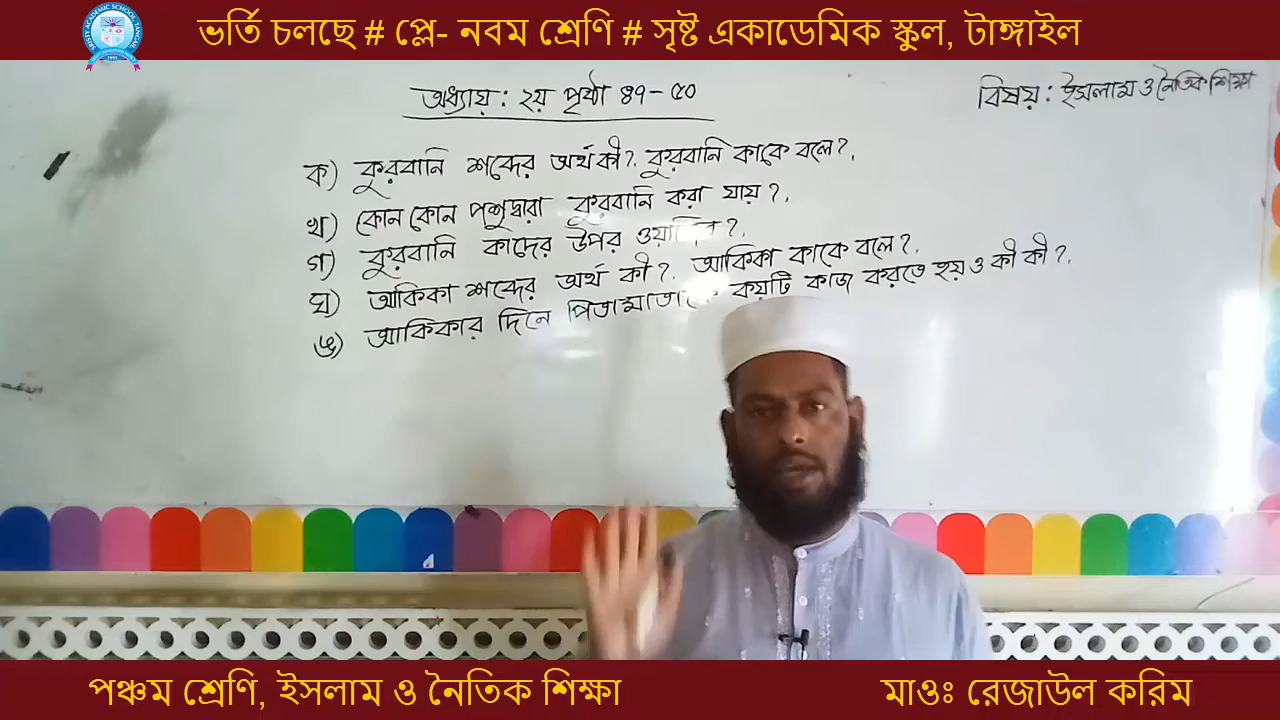 ভর্তি চলছে # প্লে- নবম শ্রেণি # সৃষ্ট একাডেমিক স্কুল, টাঙ্গাইল
অধ্যায়: ২য় পৃষ্ঠা ৪৭-৫০
বিষয়: ইসলাম ও নৈতিক শিক্ষা
ক) কুরবানি শব্দের অর্থ কী?. কুরবানি কাকে বলে?.
খ) কোন কোন পশুদ্বারা কুরবানি করা যায় ?.
গ) কুরবানি কাদের উপর ?.
ঘ) আকিকা শব্দের অর্থ কী?. আকিকা কাকে বলে?.
ঙ) আকিকার দিনে কয়টি কাজ করতে হয় ও কী কী?.
পঞ্চম শ্রেণি, ইসলাম ও নৈতিক শিক্ষা
মাওঃ রেজাউল করিম